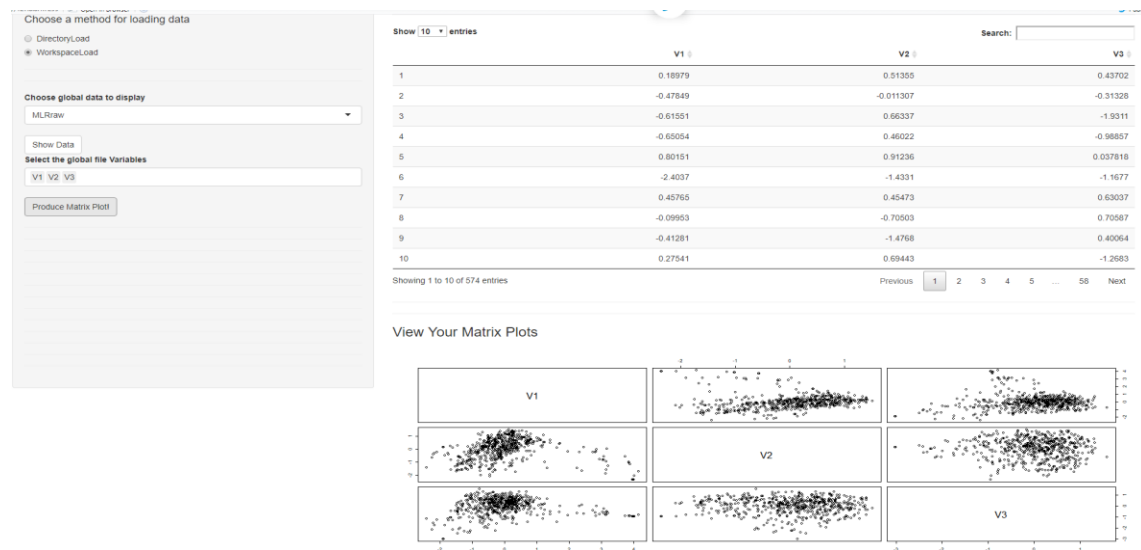 Choose a method for loading data
DirectoryLoad
WorkspaceLoad
Choose global data to display
MLRraw
Show Data
Select the global file Variables
V1 V2 V3
Produce Matrix Plot!
Show 10 entries
Search:
V1 V2 V3
1 0.18979 0.51355 0.43702
2 -0.47849 -0.011307 -0.31328
3 -0.61551 0.66337 -1.9311
4 -0.65054 0.46022 -0.98857
5 0.80151 0.91236 0.037818
6 -2.4037 -1.4331 -1.1677
7 0.45765 0.45473 0.63037
8 -0.09953 -0.70503 0.70587
9 -0.41281 -1.4768 0.40064
10 0.27541 0.69443 -1.2683
Showing 1 to 10 of 574 entries
Previous 1 2 3 4 5 ... 58 Next
View Your Matrix Plots
-2 -1 0 1
V1
V2
V3